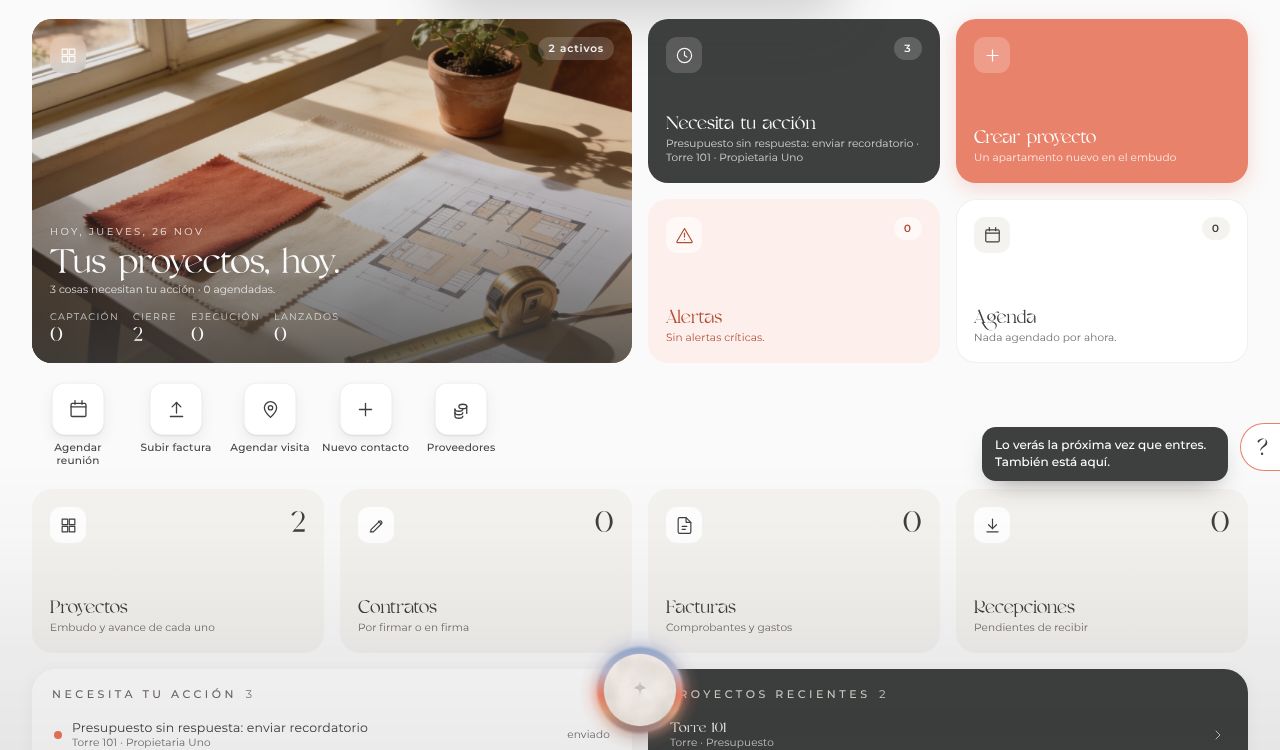 2 activos
HOY, JUEVES, 26 NOV
Tus proyectos, hoy.
3 cosas necesitan tu acción · 0 agendadas.
CAPTACIÓN CIERRE EJECUCIÓN LANZADOS
0 2 0 0
3
Necesita tu acción
Presupuesto sin respuesta: enviar recordatorio ·
Torre 101 · Propietaria Uno
Crear proyecto
Un apartamento nuevo en el embudo
0
Alertas
Sin alertas críticas.
0
Agenda
Nada agendado por ahora.
Agendar
reunión
Subir factura
Agendar visita
Nuevo contacto
Proveedores
Lo verás la próxima vez que entres.
También está aquí.
?
2
Proyectos
Embudo y avance de cada uno
0
Contratos
Por firmar o en firma
0
Facturas
Comprobantes y gastos
0
Recepciones
Pendientes de recibir
NECESITA TU ACCIÓN 3
Presupuesto sin respuesta: enviar recordatorio
Torre 101 · Propietaria Uno
enviado
ROYECTOS RECIENTES 2
Torre 101
Torre · Presupuesto